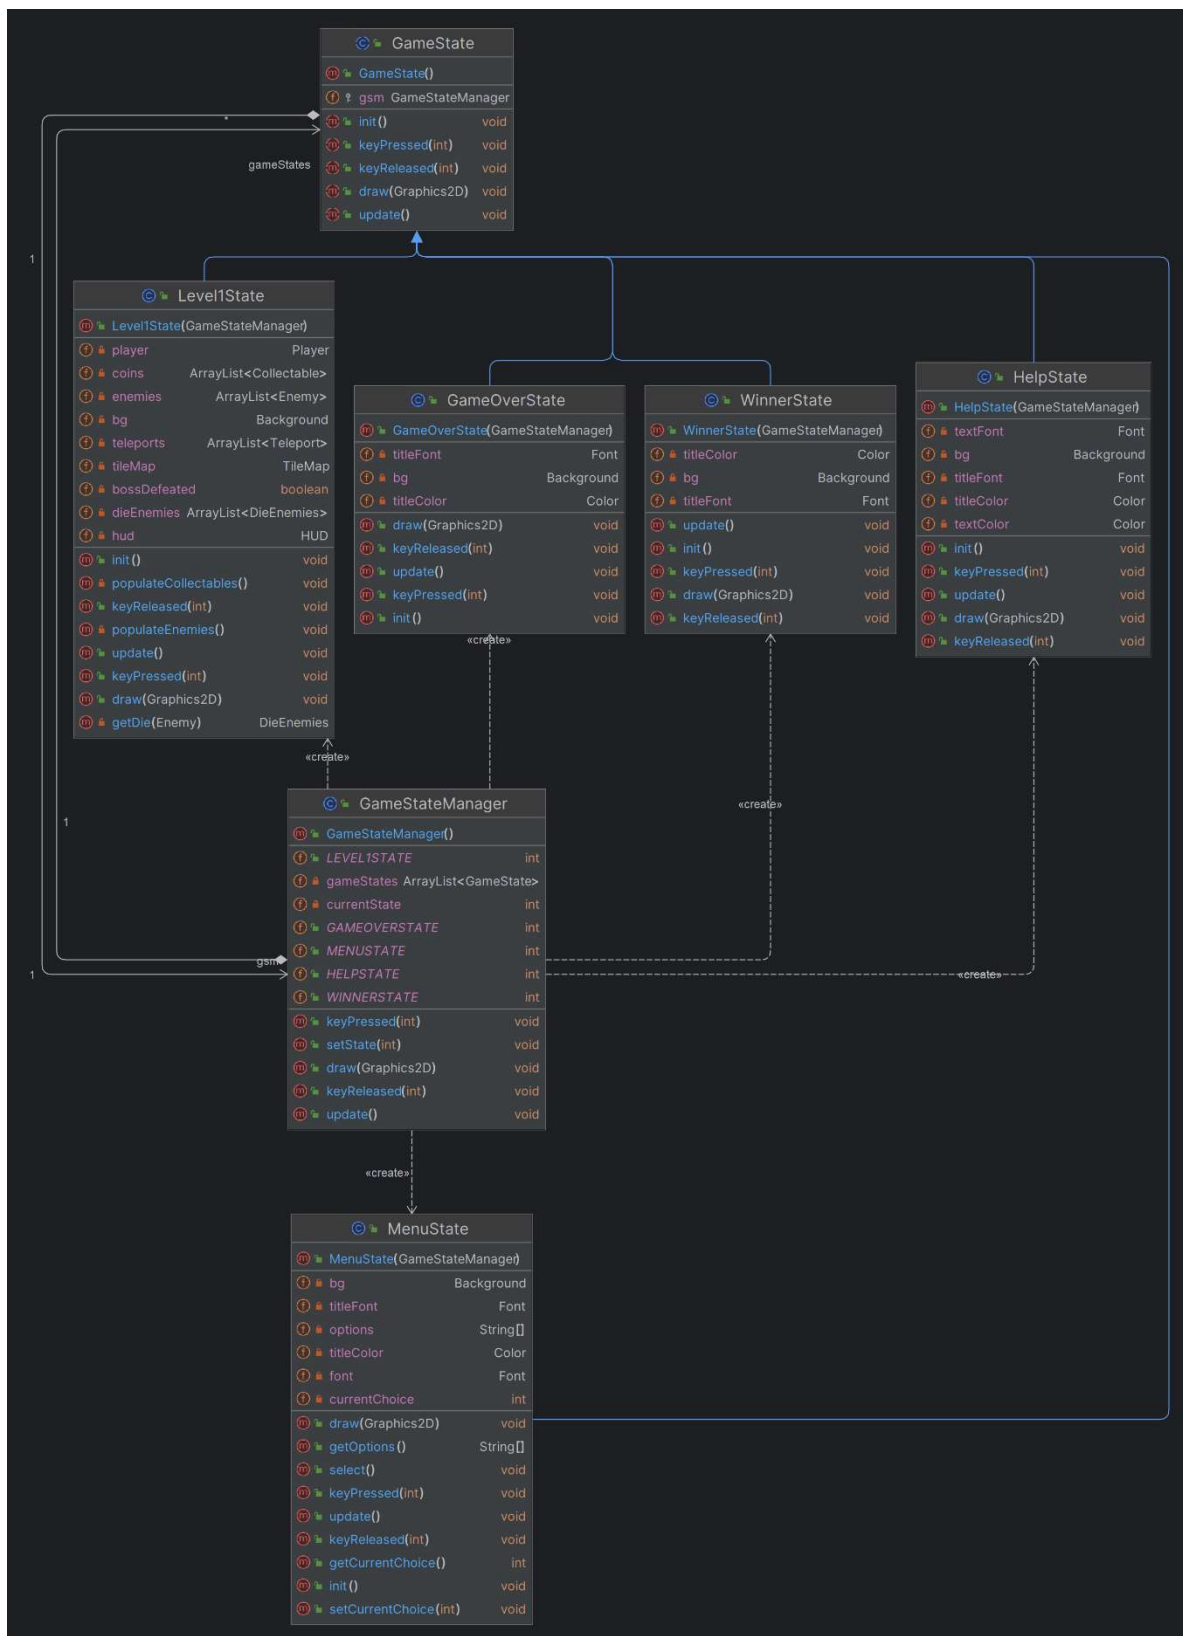 GameState
GameState()
gsm GameStateManager
init() void
keyPressed(int) void
keyReleased(int) void
draw(Graphics2D) void
update() void
*
gameStates
1
Level1State
Level1State(GameStateManager)
player Player
coins ArrayList<Collectable>
enemies ArrayList<Enemy>
bg Background
teleports ArrayList<Teleport>
tileMap TileMap
bossDefeated boolean
dieEnemies ArrayList<DieEnemies>
hud HUD
init() void
populateCollectables() void
keyReleased(int) void
populateEnemies() void
update() void
keyPressed(int) void
draw(Graphics2D) void
getDie(Enemy) DieEnemies
GameOverState
GameOverState(GameStateManager)
titleFont Font
bg Background
titleColor Color
draw(Graphics2D) void
keyReleased(int) void
update() void
keyPressed(int) void
init() void
WinnerState
WinnerState(GameStateManager)
titleColor Color
bg Background
titleFont Font
update() void
init() void
keyPressed(int) void
draw(Graphics2D) void
keyReleased(int) void
HelpState
HelpState(GameStateManager)
textFont Font
bg Background
titleFont Font
titleColor Color
textColor Color
init() void
keyPressed(int) void
update() void
draw(Graphics2D) void
keyReleased(int) void
«create»
«create»
«create»
«create»
1
gsm
1
GameStateManager
GameStateManager()
LEVEL1STATE int
gameStates ArrayList<GameState>
currentState int
GAMEOVERSTATE int
MENUSTATE int
HELPSTATE int
WINNERSTATE int
keyPressed(int) void
setState(int) void
draw(Graphics2D) void
keyReleased(int) void
update() void
«create»
MenuState
MenuState(GameStateManager)
bg Background
titleFont Font
options String[]
titleColor Color
font Font
currentChoice int
draw(Graphics2D) void
getOptions() String[]
select() void
keyPressed(int) void
update() void
keyReleased(int) void
getCurrentChoice() int
init() void
setCurrentChoice(int) void